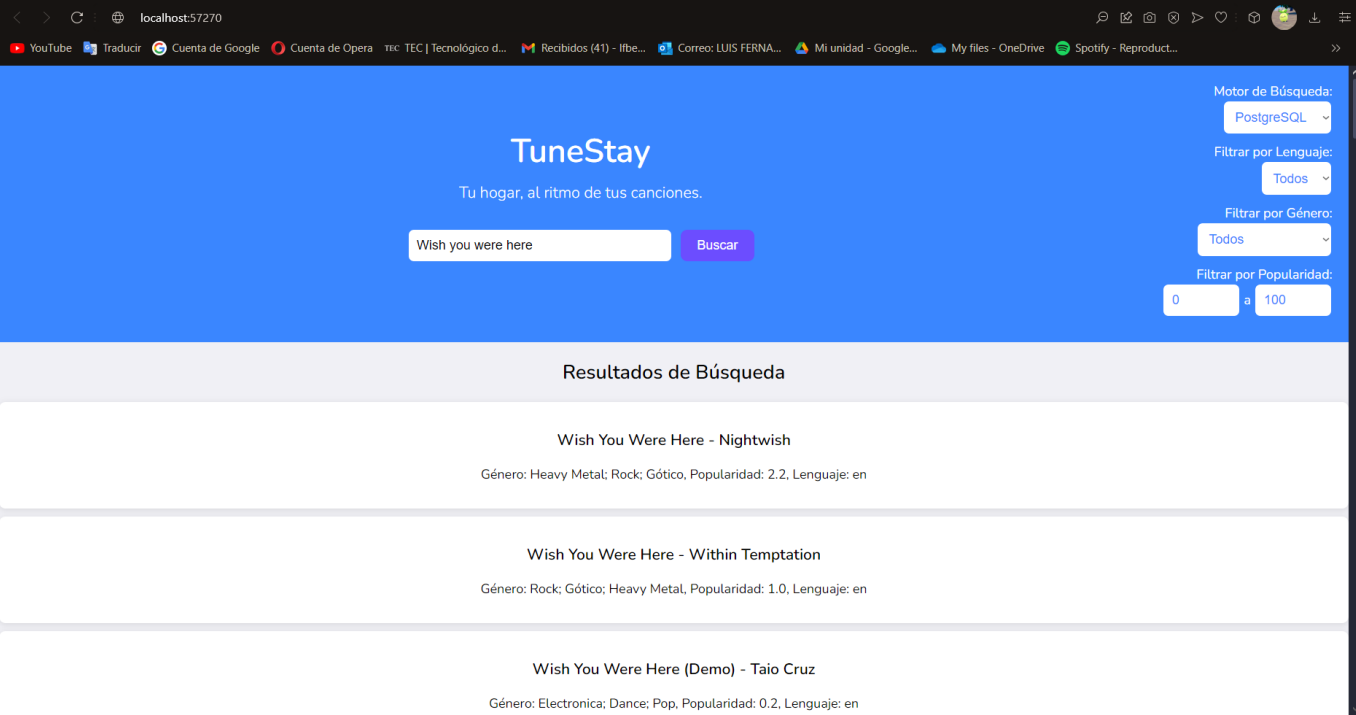 localhost:57270
YouTube Traducir Cuenta de Google Cuenta de Opera TEC TEC | Tecnológico d... Recibidos (41) - lfbe... Correo: LUIS FERNA... Mi unidad - Google... My files - OneDrive Spotify - Reproduct...
Motor de Búsqueda:
PostgreSQL
Filtrar por Lenguaje:
Todos
Filtrar por Género:
Todos
Filtrar por Popularidad:
0 a 100
TuneStay
Tu hogar, al ritmo de tus canciones.
Wish you were here Buscar
Resultados de Búsqueda
Wish You Were Here - Nightwish
Género: Heavy Metal; Rock; Gótico, Popularidad: 2.2, Lenguaje: en
Wish You Were Here - Within Temptation
Género: Rock; Gótico; Heavy Metal, Popularidad: 1.0, Lenguaje: en
Wish You Were Here (Demo) - Taio Cruz
Género: Electronica; Dance; Pop, Popularidad: 0.2, Lenguaje: en